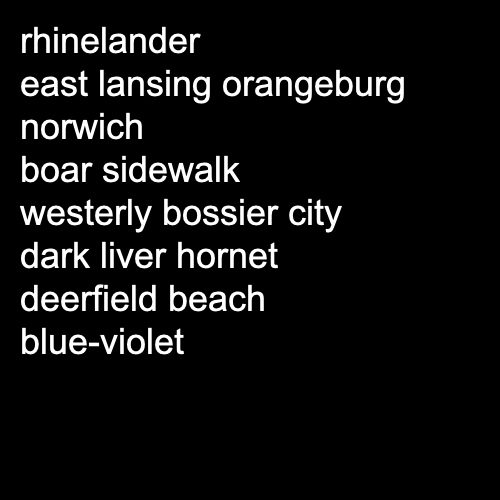 rhinelander
east lansing orangeburg
norwich
boar sidewalk
westerly bossier city
dark liver hornet
deerfield beach
blue-violet